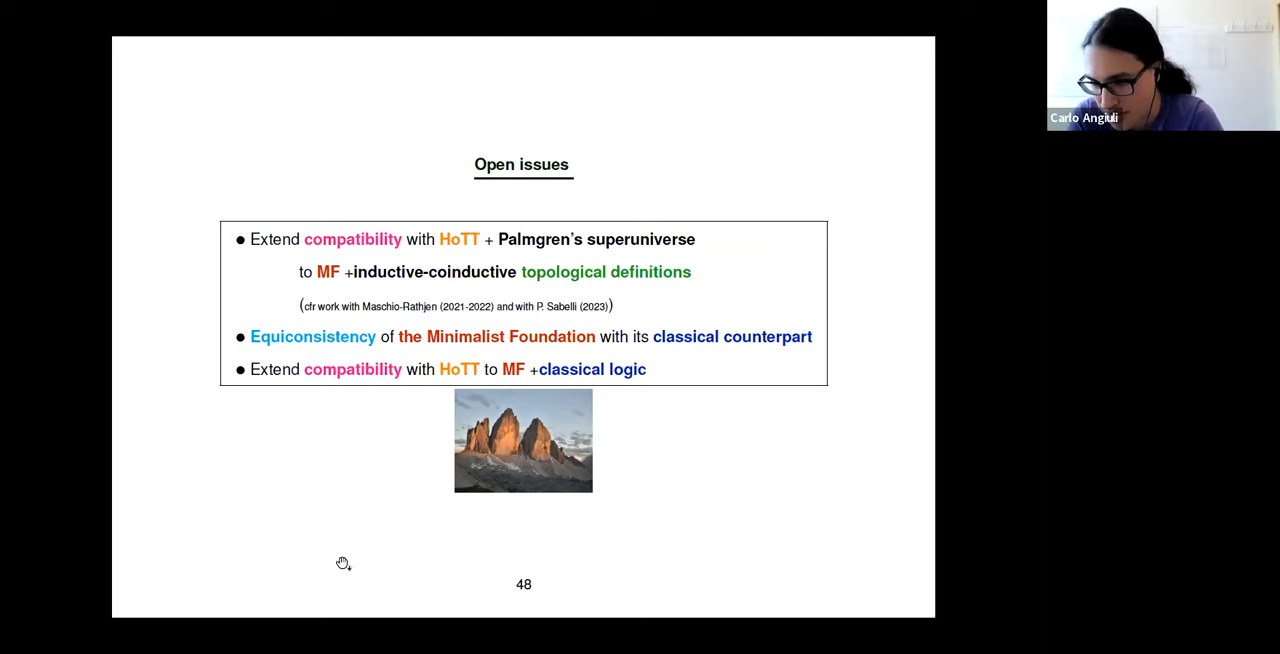 Carlo Angiuli
Open issues
● Extend compatibility with HoTT + Palmgren's superuniverse
to MF +inductive-coinductive topological definitions
(cfr work with Maschio-Rathjen (2021-2022) and with P. Sabelli (2023))
● Equiconsistency of the Minimalist Foundation with its classical counterpart
● Extend compatibility with HoTT to MF +classical logic
48